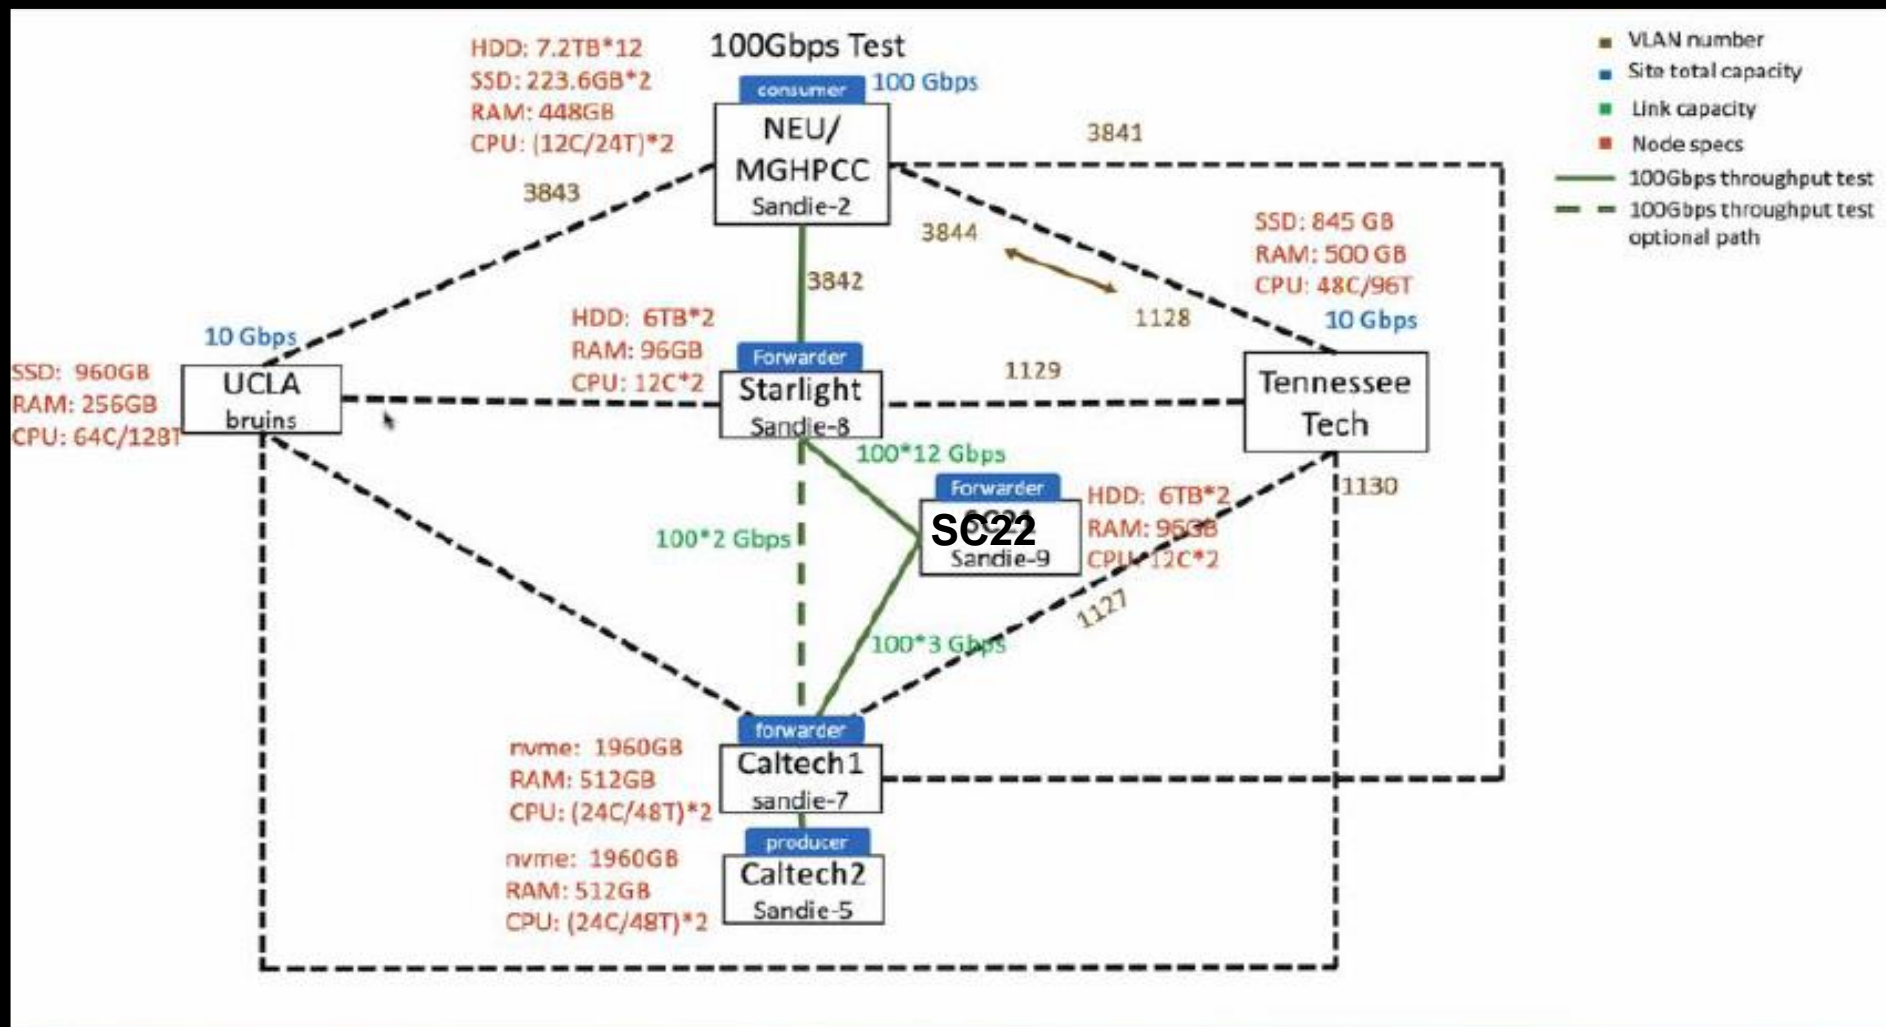 HDD: 7.2TB*12
SSD: 223.6GB*2
RAM: 448GB
CPU: (12C/24T)*2
100Gbps Test
consumer
100 Gbps
NEU/
MGHPCC
Sandie-2
VLAN number
Site total capacity
Link capacity
Node specs
100Gbps throughput test
100Gbps throughput test
optional path
3841
3843
3844
3842
1128
SSD: 845 GB
RAM: 500 GB
CPU: 48C/96T
10 Gbps
Tennessee
Tech
10 Gbps
SSD: 960GB
RAM: 256GB
CPU: 64C/128T
UCLA
bruins
HDD: 6TB*2
RAM: 96GB
CPU: 12C*2
Forwarder
Starlight
Sandie-8
1129
100*12 Gbps
100*2 Gbps
Forwarder
SC22
Sandie-9
HDD: 6TB*2
RAM: 96GB
CPU: 12C*2
1130
1127
100*3 Gbps
forwarder
Caltech1
sandie-7
nvme: 1960GB
RAM: 512GB
CPU: (24C/48T)*2
producer
Caltech2
Sandie-5
nvme: 1960GB
RAM: 512GB
CPU: (24C/48T)*2